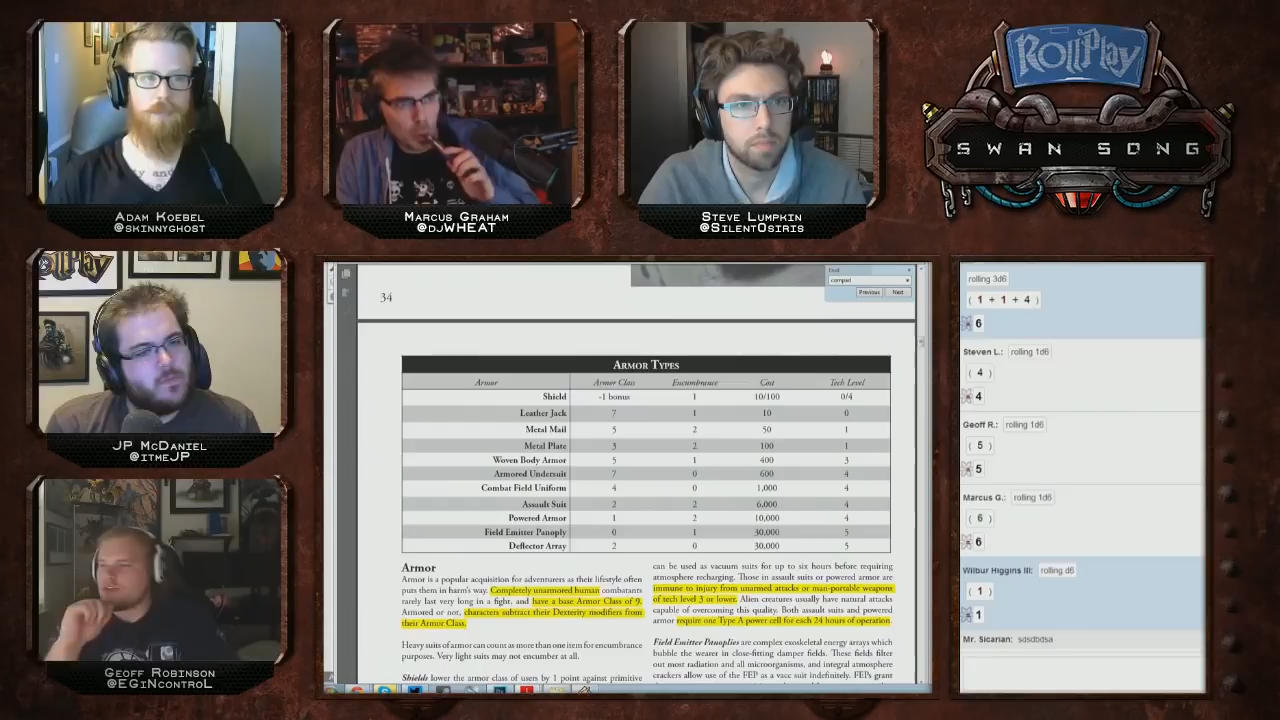 Adam Koebel
@skinnyghost
Marcus Graham
@djWHEAT
Steve Lumpkin
@SilentOsiris
RollPlay
SWAN SONG
JP McDaniel
@itmeJP
Geoff Robinson
@EGINcontroL
34
Find
compad
Previous Next
Armor Types
Armor Armor Class Encumbrance Cost Tech Level
Shield -1 bonus 1 10/100 0/4
Leather Jack 7 1 10 0
Metal Mail 5 2 50 1
Metal Plate 3 2 100 1
Woven Body Armor 5 1 400 3
Armored Undersuit 7 0 600 4
Combat Field Uniform 4 0 1,000 4
Assault Suit 2 2 6,000 4
Powered Armor 1 2 10,000 4
Field Emitter Panoply 0 1 30,000 5
Deflector Array 2 0 30,000 5
Armor
Armor is a popular acquisition for adventurers as their lifestyle often
puts them in harm's way. Completely unarmored human combatants
rarely last very long in a fight, and have a base Armor Class of 9.
Armored or not, characters subtract their Dexterity modifiers from
their Armor Class.
Heavy suits of armor can count as more than one item for encumbrance
purposes. Very light suits may not encumber at all.
Shields lower the armor class of users by 1 point against primitive
can be used as vacuum suits for up to six hours before requiring
atmosphere recharging. Those in assault suits or powered armor are
immune to injury from unarmed attacks or man-portable weapons
of tech level 3 or lower. Alien creatures usually have natural attacks
capable of overcoming this quality. Both assault suits and powered
armor require one Type A power cell for each 24 hours of operation.
Field Emitter Panoplies are complex exoskeletal energy arrays which
bubble the wearer in close-fitting damper fields. These fields filter
out most radiation and all microorganisms, and integral atmosphere
crackers allow use of the FEP as a vacc suit indefinitely. FEPs grant
rolling 3d6
( 1 + 1 + 4 )
6
Steven L.: rolling 1d6
( 4 )
4
Geoff R.: rolling 1d6
( 5 )
5
Marcus G.: rolling 1d6
( 6 )
6
Wilbur Higgins III: rolling d6
( 1 )
1
Mr. Sicarian: sdsdbdsa